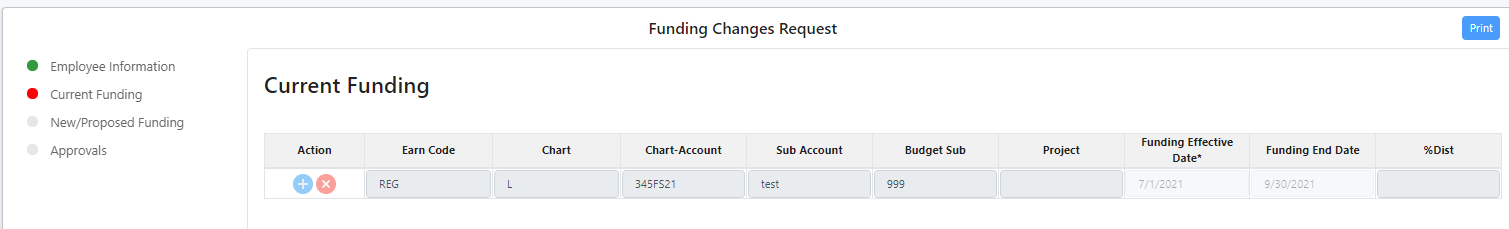 Funding Changes Request
Print
Employee Information
Current Funding
New/Proposed Funding
Approvals
Current Funding
Action Earn Code Chart Chart-Account Sub Account Budget Sub Project Funding Effective Date* Funding End Date %Dist
REG L 345FS21 test 999 7/1/2021 9/30/2021